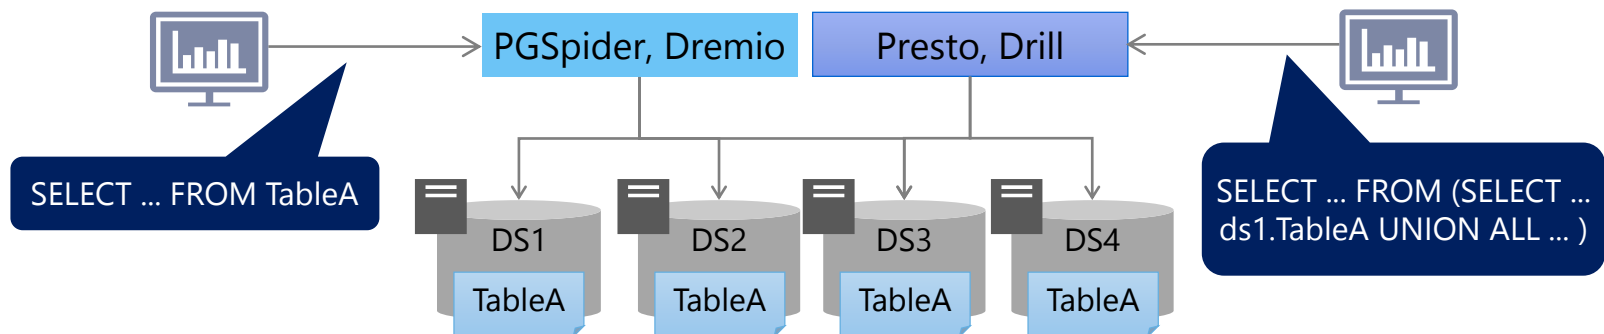 PGSpider, Dremio
Presto, Drill
SELECT ... FROM TableA
SELECT ... FROM (SELECT ...
ds1.TableA UNION ALL ... )
DS1
DS2
DS3
DS4
TableA
TableA
TableA
TableA